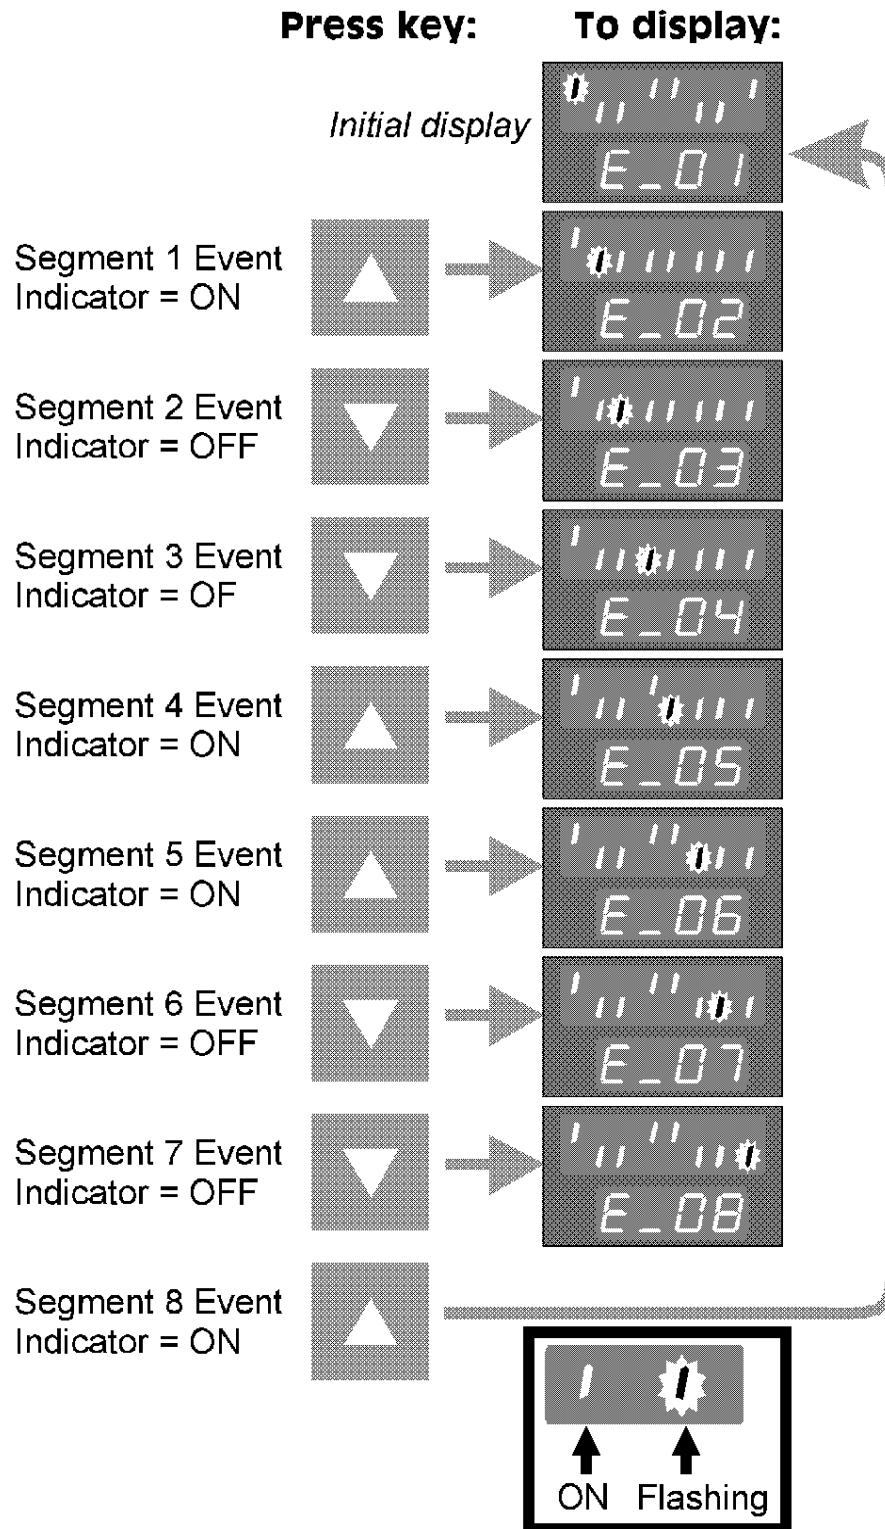 Press key: To display:
Initial display
E_01
Segment 1 Event
Indicator = ON
E_02
Segment 2 Event
Indicator = OFF
E_03
Segment 3 Event
Indicator = OF
E_04
Segment 4 Event
Indicator = ON
E_05
Segment 5 Event
Indicator = ON
E_06
Segment 6 Event
Indicator = OFF
E_07
Segment 7 Event
Indicator = OFF
E_08
Segment 8 Event
Indicator = ON
ON Flashing